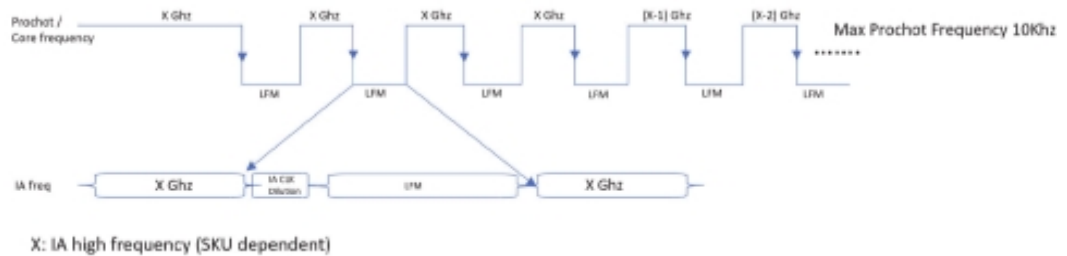 X Ghz X Ghz X Ghz X Ghz (X-1) Ghz (X-2) Ghz
Prochot / Max Prochot Frequency 10Khz
Core frequency
LFM LFM LFM LFM LFM LFM
IA freq X Ghz IA CLK LFM X Ghz
Dilution
X: IA high frequency (SKU dependent)